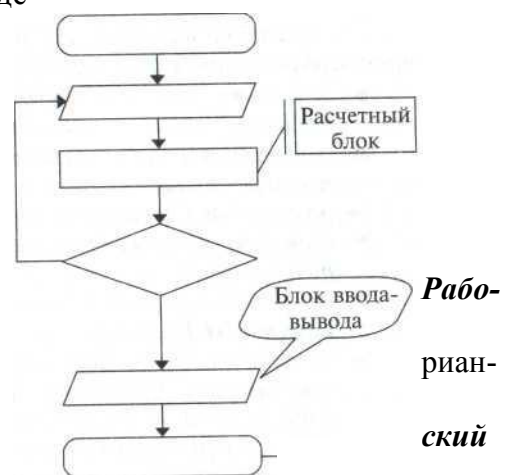 це
Расчетный
блок
Блок ввода-
вывода
Рабо-
риан-
ский